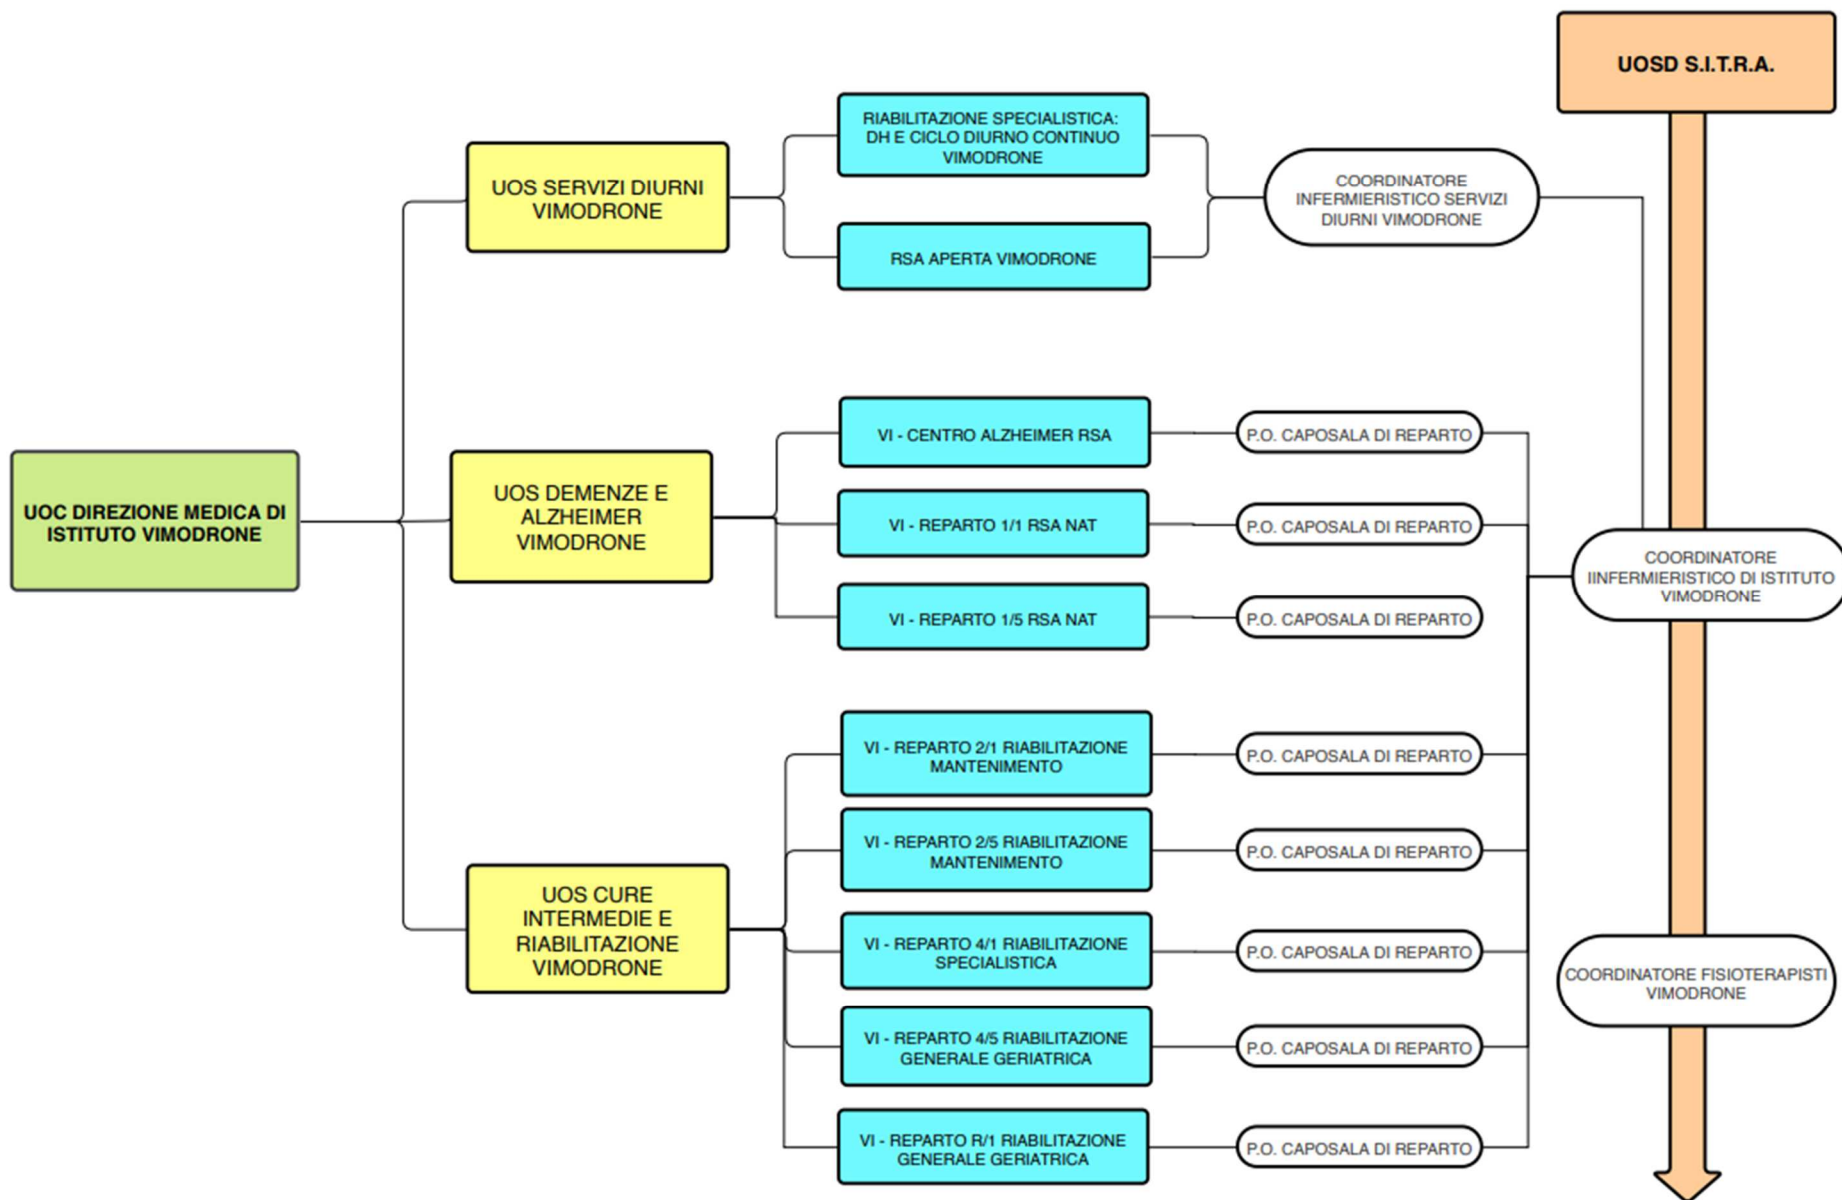 UOSD S.I.T.R.A.
RIABILITAZIONE SPECIALISTICA:
DH E CICLO DIURNO CONTINUO
VIMODRONE
UOS SERVIZI DIURNI
VIMODRONE
COORDINATORE
INFERMIERISTICO SERVIZI
DIURNI VIMODRONE
RSA APERTA VIMODRONE
VI - CENTRO ALZHEIMER RSA
P.O. CAPOSALA DI REPARTO
UOC DIREZIONE MEDICA DI
ISTITUTO VIMODRONE
UOS DEMENZE E
ALZHEIMER
VIMODRONE
VI - REPARTO 1/1 RSA NAT
P.O. CAPOSALA DI REPARTO
COORDINATORE
IINFERMIERISTICO DI ISTITUTO
VIMODRONE
VI - REPARTO 1/5 RSA NAT
P.O. CAPOSALA DI REPARTO
VI - REPARTO 2/1 RIABILITAZIONE
MANTENIMENTO
P.O. CAPOSALA DI REPARTO
VI - REPARTO 2/5 RIABILITAZIONE
MANTENIMENTO
P.O. CAPOSALA DI REPARTO
UOS CURE
INTERMEDIE E
RIABILITAZIONE
VIMODRONE
VI - REPARTO 4/1 RIABILITAZIONE
SPECIALISTICA
P.O. CAPOSALA DI REPARTO
COORDINATORE FISIOTERAPISTI
VIMODRONE
VI - REPARTO 4/5 RIABILITAZIONE
GENERALE GERIATRICA
P.O. CAPOSALA DI REPARTO
VI - REPARTO R/1 RIABILITAZIONE
GENERALE GERIATRICA
P.O. CAPOSALA DI REPARTO